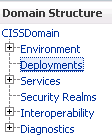 Domain Structure
CISSDomain
Environment
Deployments
Services
Security Realms
Interoperability
Diagnostics